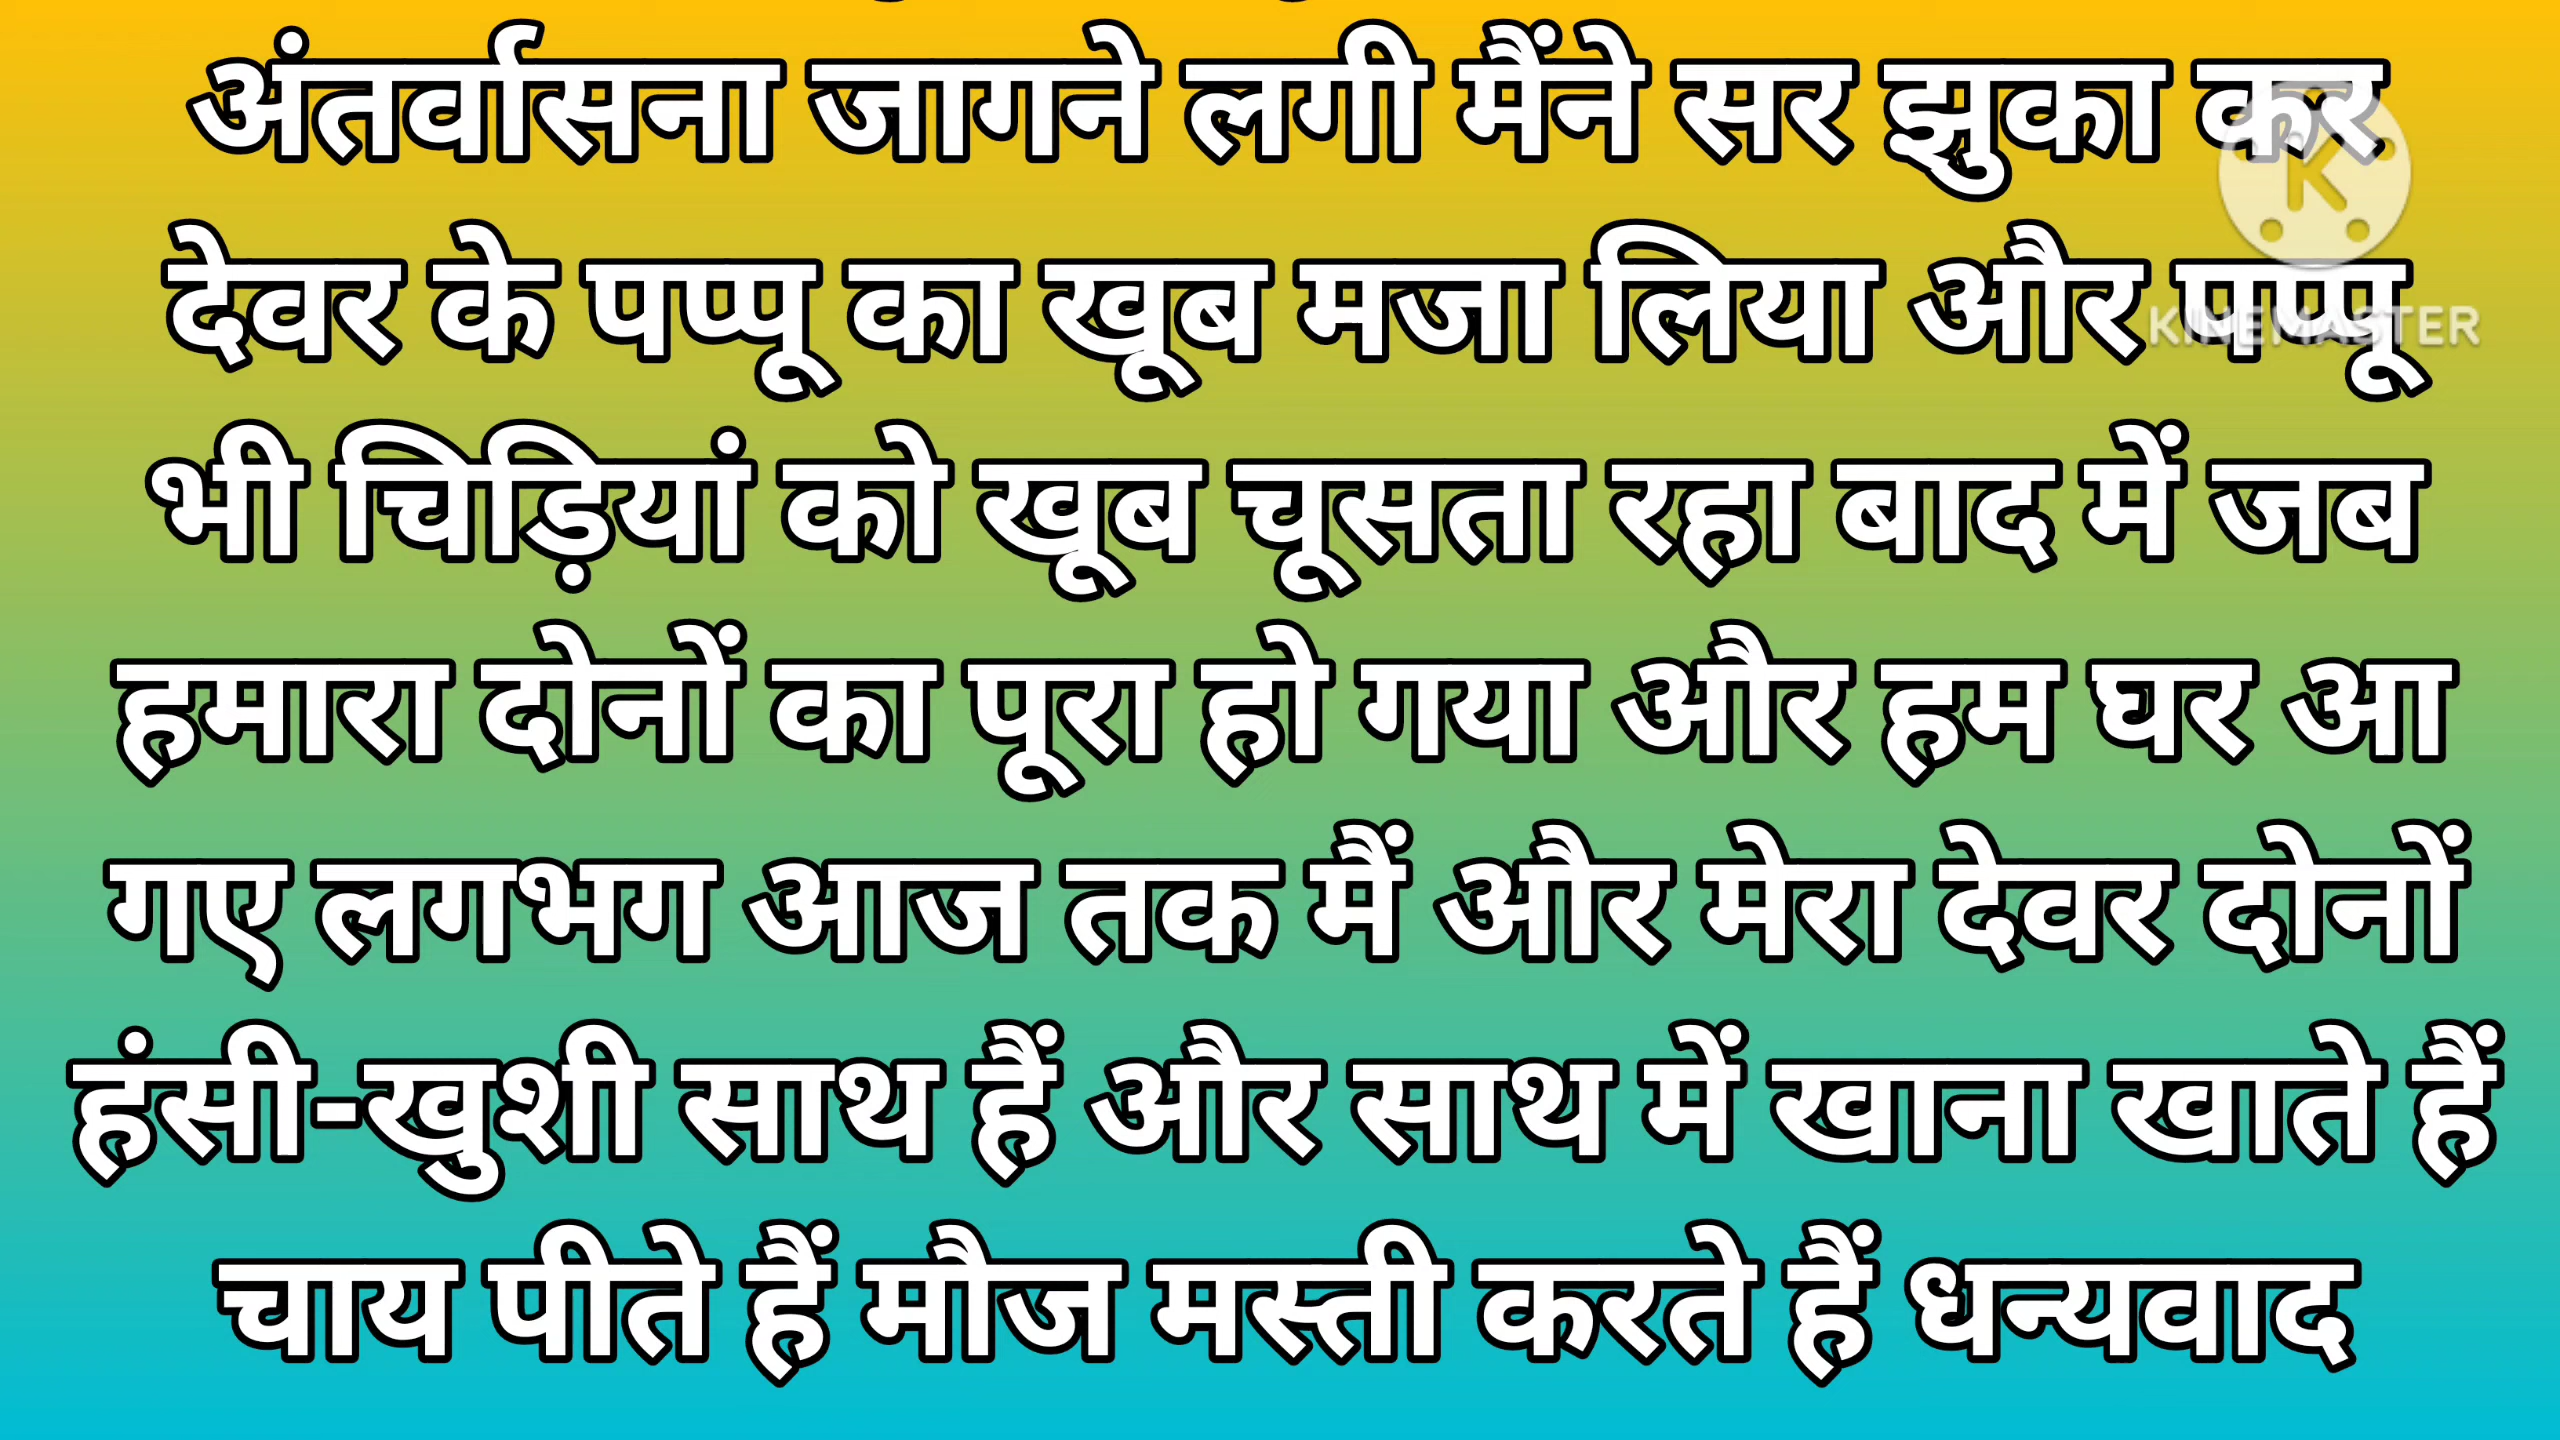 अंतर्वासना जागने लगी मैंने सर झुका कर
देवर के पप्पू का खूब मजा लिया और पप्पू
KINEMASTER
भी चिड़ियां को खूब चूसता रहा बाद में जब
हमारा दोनों का पूरा हो गया और हम घर आ
गए लगभग आज तक मैं और मेरा देवर दोनों
हंसी-खुशी साथ हैं और साथ में खाना खाते हैं
चाय पीते हैं मौज मस्ती करते हैं धन्यवाद